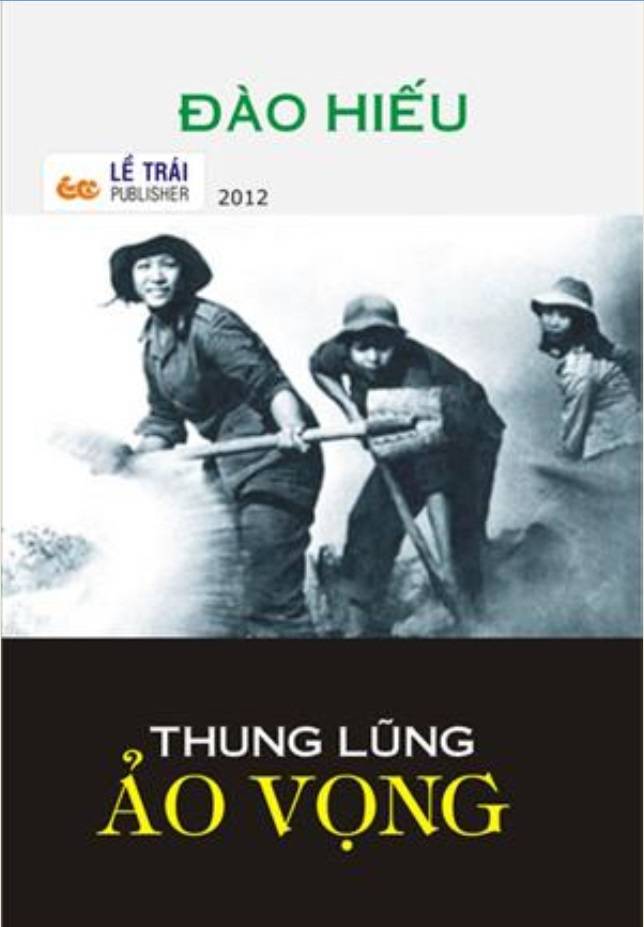 ĐÀO HIẾU
LỀ TRÁI
PUBLISHER
2012
THUNG LŨNG
ẢO VỌNG